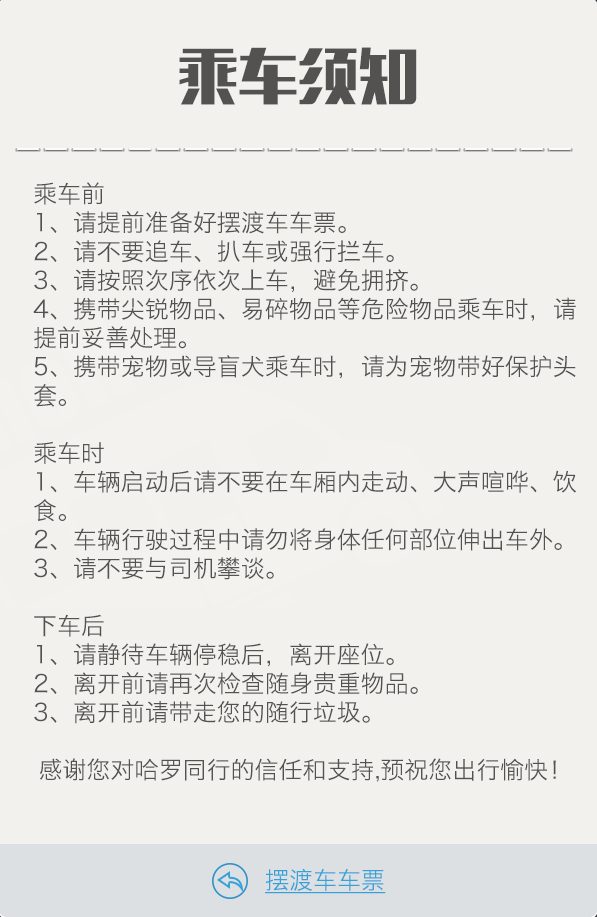 乘车须知
乘车前
1、请提前准备好摆渡车车票。
2、请不要追车、扒车或强行拦车。
3、请按照次序依次上车，避免拥挤。
4、携带尖锐物品、易碎物品等危险物品乘车时，请
提前妥善处理。
5、携带宠物或导盲犬乘车时，请为宠物带好保护头
套。
乘车时
1、车辆启动后请不要在车厢内走动、大声喧哗、饮
食。
2、车辆行驶过程中请勿将身体任何部位伸出车外。
3、请不要与司机攀谈。
下车后
1、请静待车辆停稳后，离开座位。
2、离开前请再次检查随身贵重物品。
3、离开前请带走您的随行垃圾。
感谢您对哈罗同行的信任和支持,预祝您出行愉快！
摆渡车车票